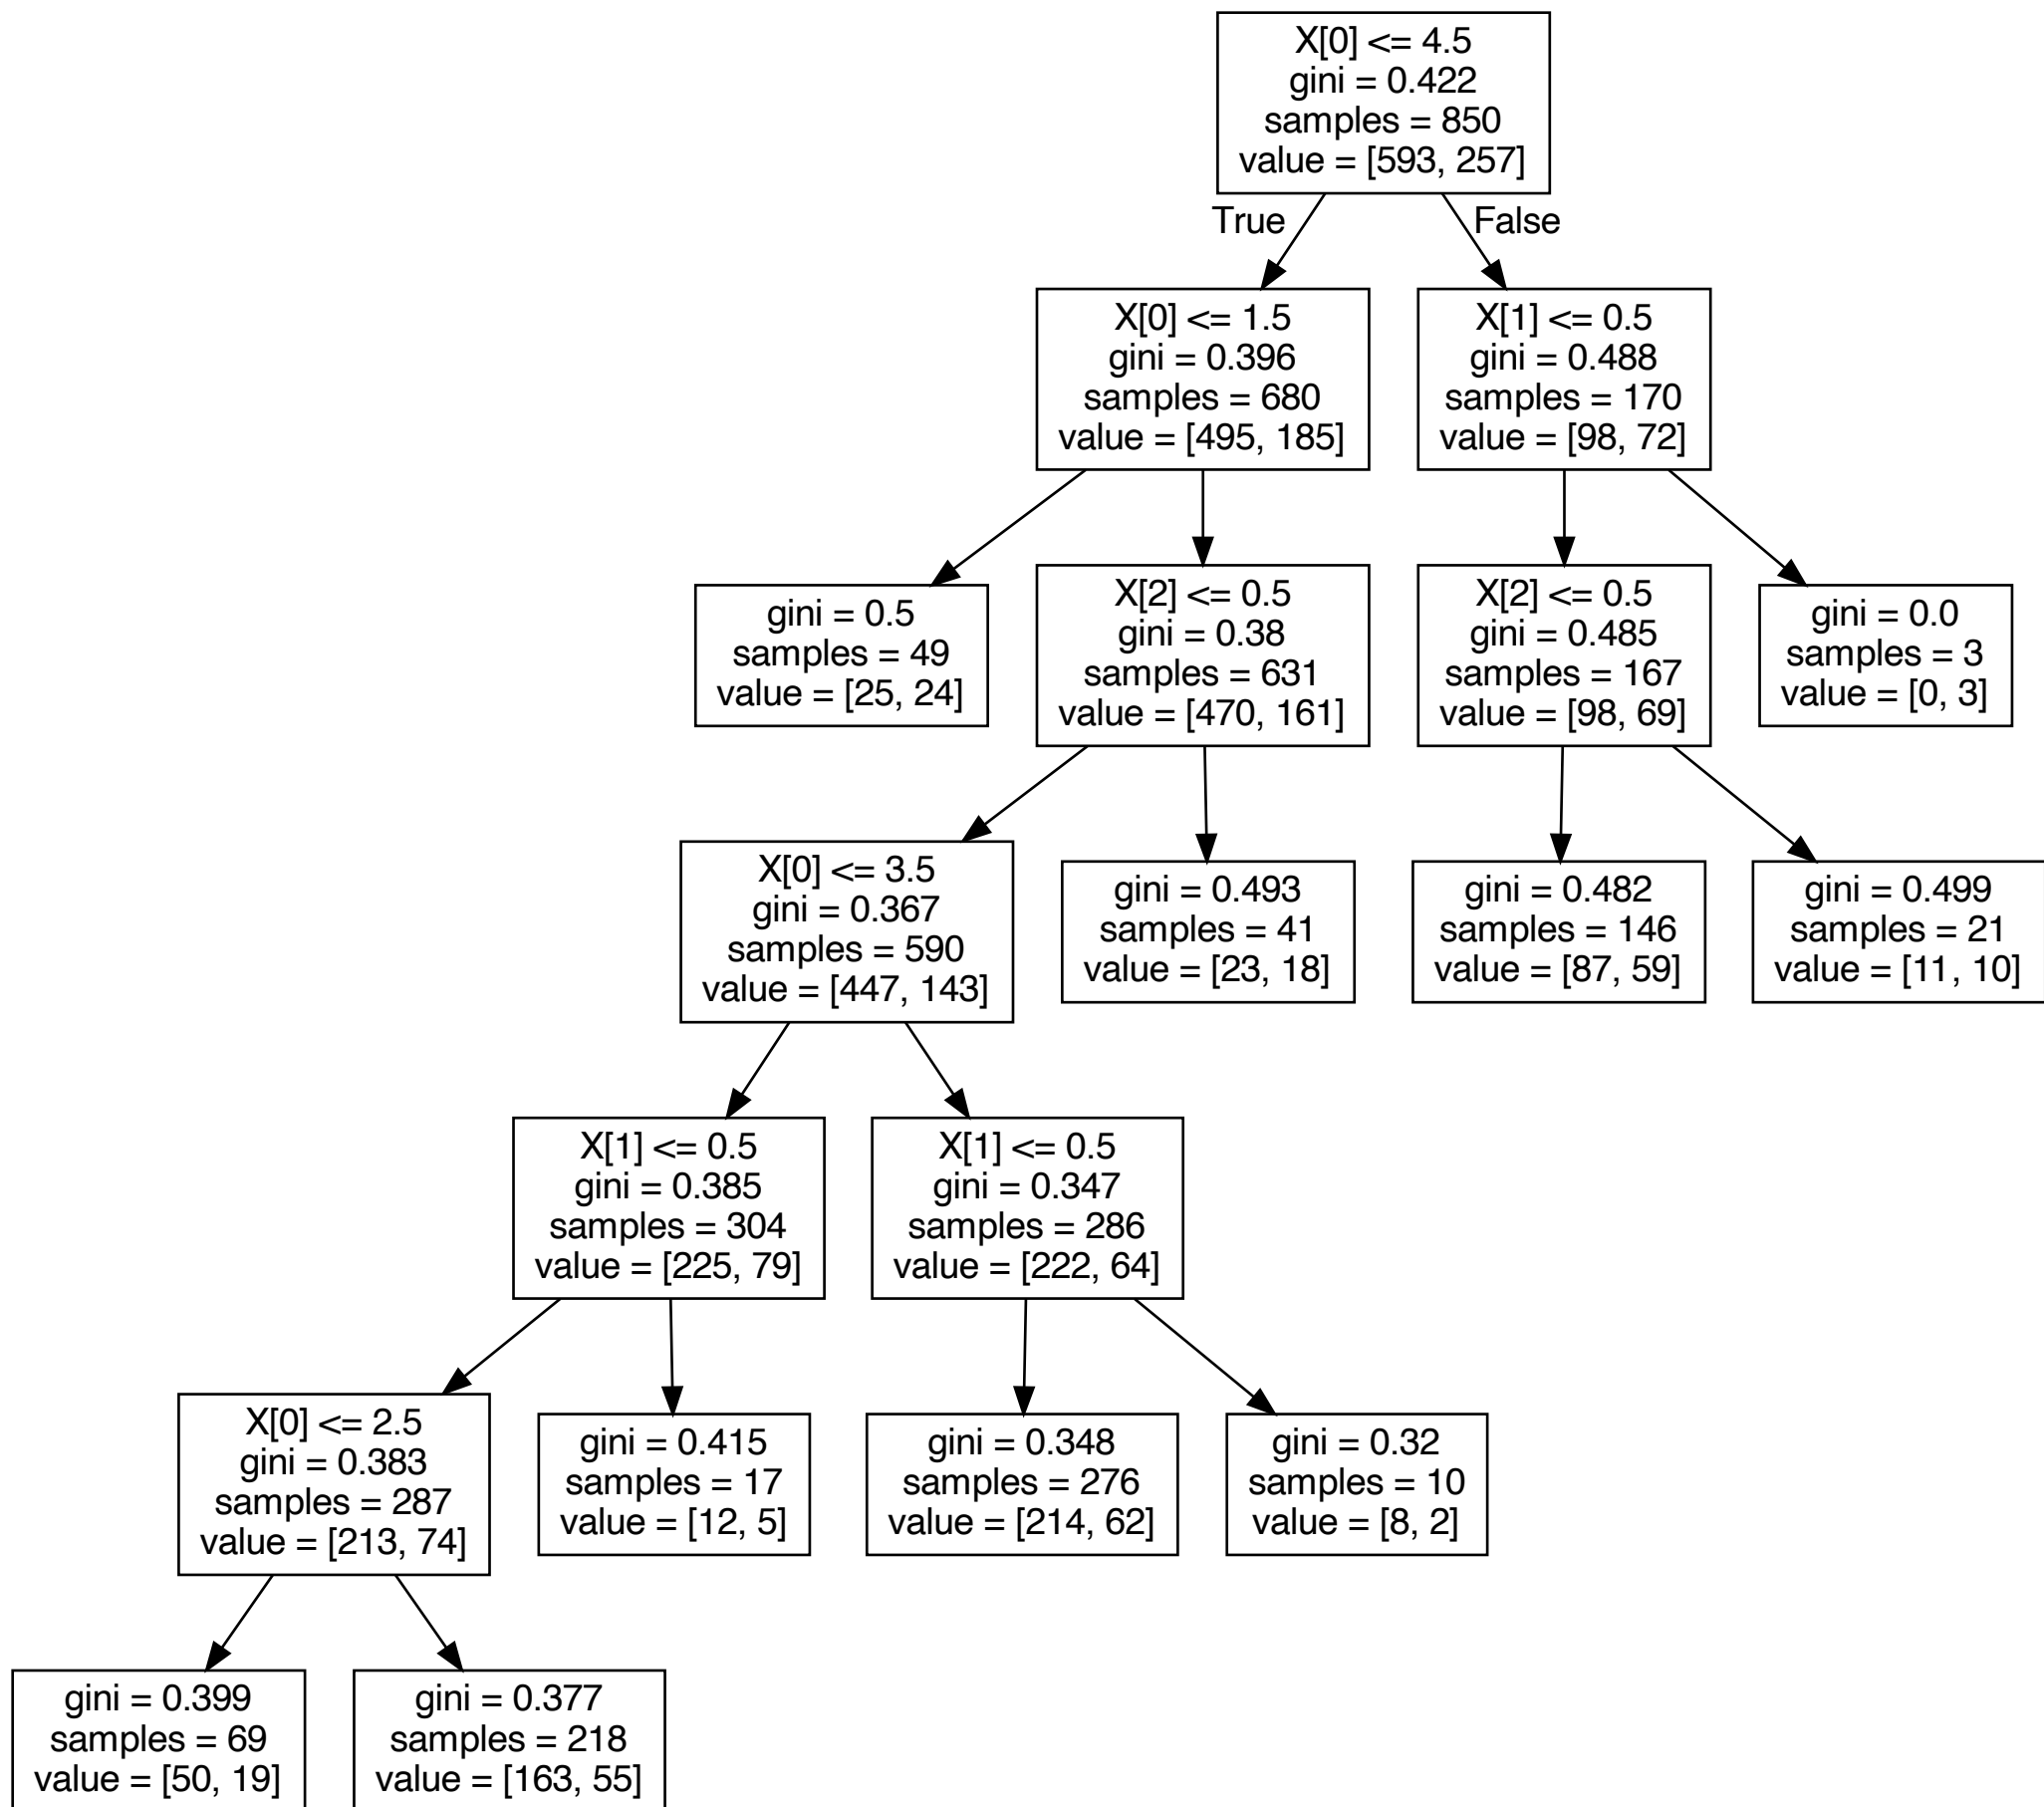 X[0] <= 4.5
gini = 0.422
samples = 850
value = [593, 257]
True
False
X[0] <= 1.5
gini = 0.396
samples = 680
value = [495, 185]
X[1] <= 0.5
gini = 0.488
samples = 170
value = [98, 72]
gini = 0.5
samples = 49
value = [25, 24]
X[2] <= 0.5
gini = 0.38
samples = 631
value = [470, 161]
X[2] <= 0.5
gini = 0.485
samples = 167
value = [98, 69]
gini = 0.0
samples = 3
value = [0, 3]
X[0] <= 3.5
gini = 0.367
samples = 590
value = [447, 143]
gini = 0.493
samples = 41
value = [23, 18]
gini = 0.482
samples = 146
value = [87, 59]
gini = 0.499
samples = 21
value = [11, 10]
X[1] <= 0.5
gini = 0.385
samples = 304
value = [225, 79]
X[1] <= 0.5
gini = 0.347
samples = 286
value = [222, 64]
X[0] <= 2.5
gini = 0.383
samples = 287
value = [213, 74]
gini = 0.415
samples = 17
value = [12, 5]
gini = 0.348
samples = 276
value = [214, 62]
gini = 0.32
samples = 10
value = [8, 2]
gini = 0.399
samples = 69
value = [50, 19]
gini = 0.377
samples = 218
value = [163, 55]